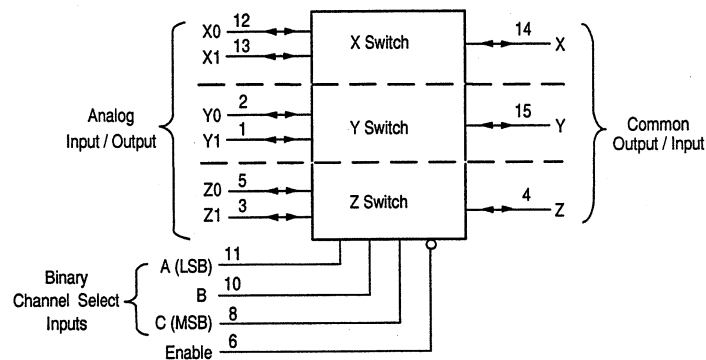 X0 12
X1 13
X Switch
14 X
Y0 2
Y1 1
Y Switch
15 Y
Z0 5
Z1 3
Z Switch
4 Z
Analog
Input / Output
Common
Output / Input
Binary
Channel Select
Inputs
A (LSB) 11
B 10
C (MSB) 8
Enable 6